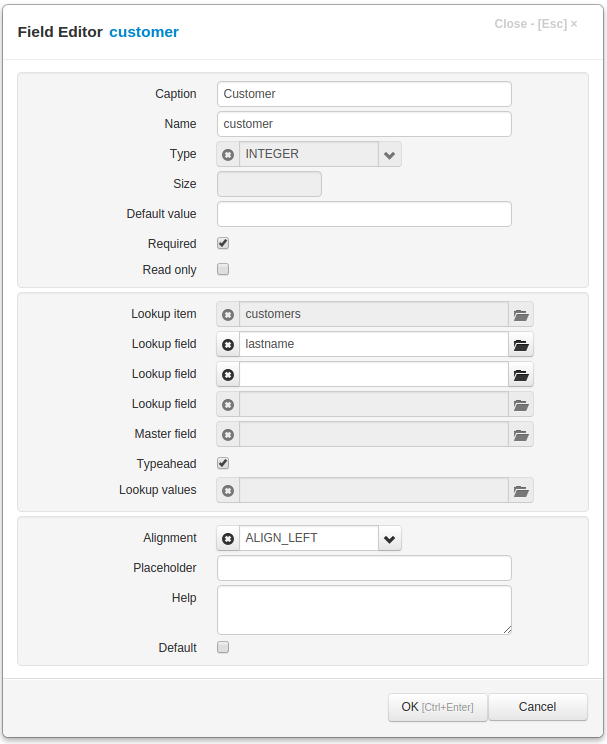 Field Editor customer
Close - [Esc] ×
Caption Customer
Name customer
Type INTEGER
Size
Default value
Required
Read only
Lookup item customers
Lookup field lastname
Lookup field
Lookup field
Master field
Typeahead
Lookup values
Alignment ALIGN_LEFT
Placeholder
Help
Default
OK [Ctrl+Enter] Cancel